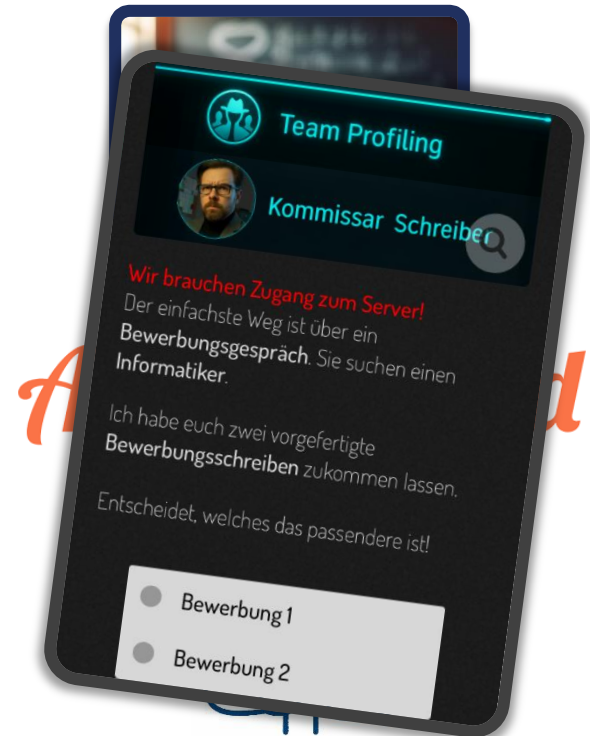 Team Profiling
Kommissar Schreiber
Wir brauchen Zugang zum Server!
Der einfachste Weg ist über ein
Bewerbungsgespräch. Sie suchen einen
Informatiker.
Ich habe euch zwei vorgefertigte
Bewerbungsschreiben zukommen lassen.
Entscheidet, welches das passendere ist!
Bewerbung 1
Bewerbung 2